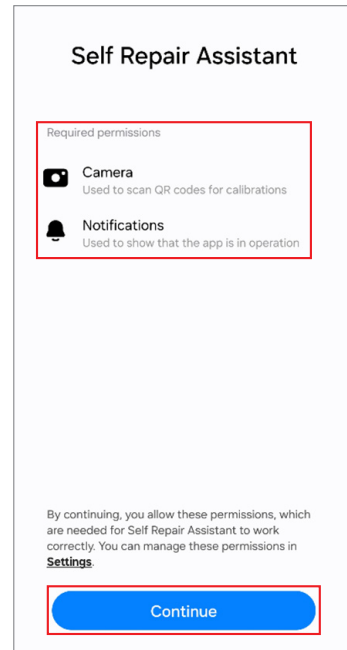 Self Repair Assistant
Required permissions
Camera
Used to scan QR codes for calibrations
Notifications
Used to show that the app is in operation
By continuing, you allow these permissions, which
are needed for Self Repair Assistant to work
correctly. You can manage these permissions in
Settings.
Continue